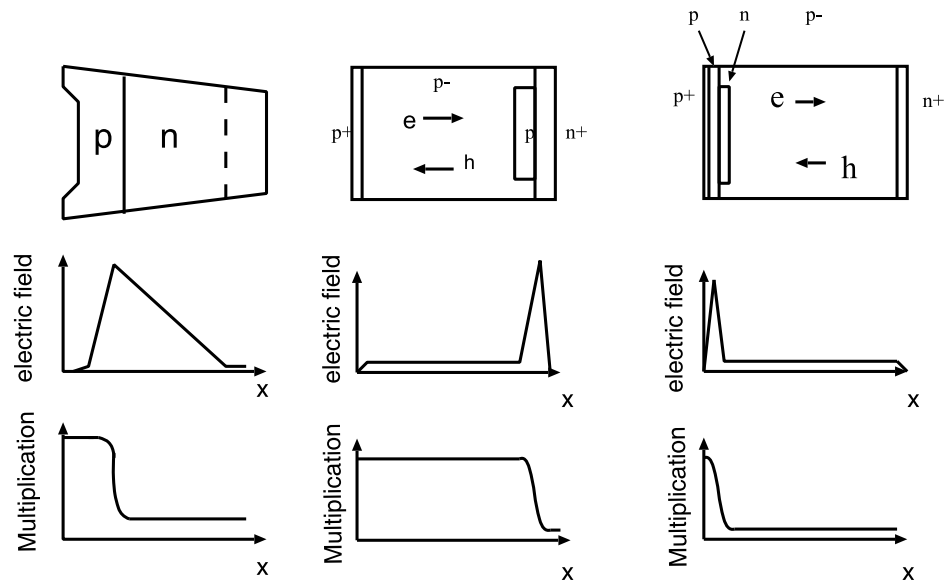 p n p-
p-
p+ p n+
e
h
p+ n+
e
h
p n
electric field
x
electric field
x
electric field
x
Multiplication
x
Multiplication
x
Multiplication
x